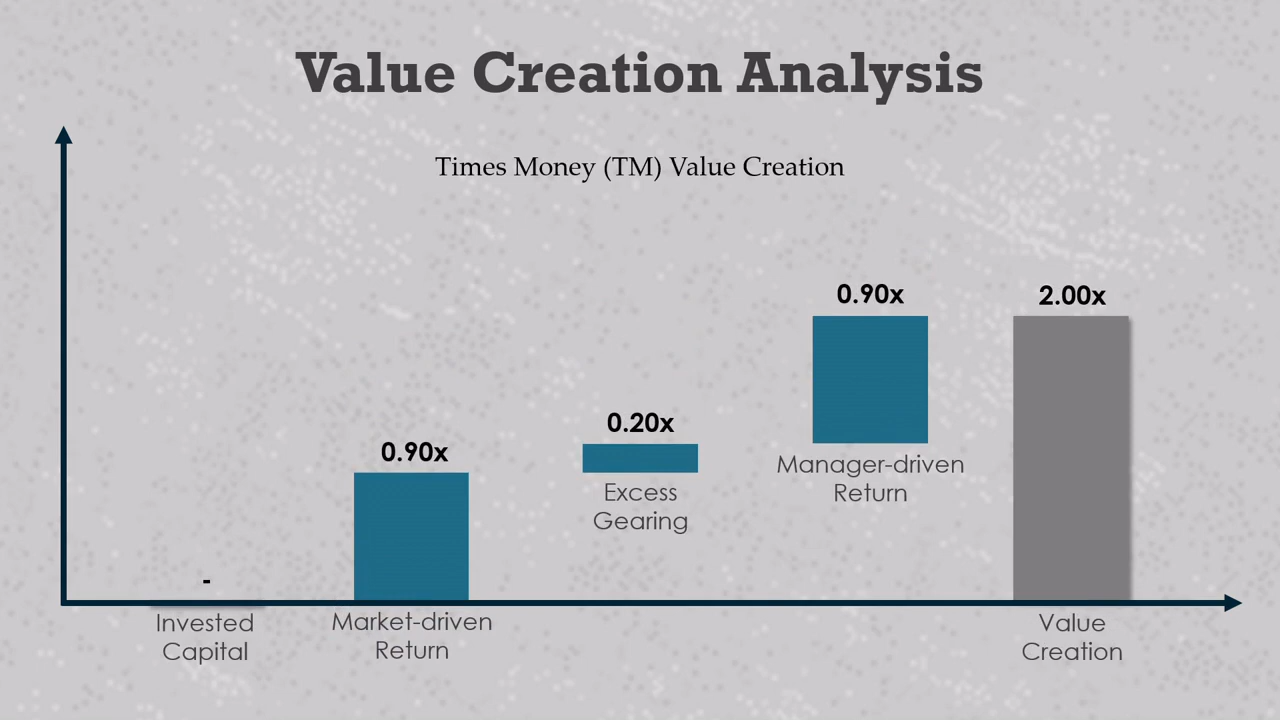 Value Creation Analysis
Times Money (TM) Value Creation
-
Invested
Capital
0.90x
Market-driven
Return
0.20x
Excess
Gearing
0.90x
Manager-driven
Return
2.00x
Value
Creation